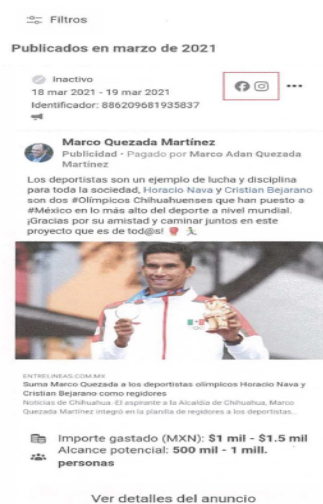 Filtros
Publicados en marzo de 2021
Inactivo
18 mar 2021 - 19 mar 2021
Identificador: 886209681935837
Marco Quezada Martínez
Publicidad • Pagado por Marco Adan Quezada
Martínez
Los deportistas son un ejemplo de lucha y disciplina
para toda la sociedad, Horacio Nava y Cristian Bejarano
son dos #Olímpicos Chihuahuenses que han puesto a
#México en lo más alto del deporte a nivel mundial.
¡Gracias por su amistad y caminar juntos en este
proyecto que es de tod@s!
ENTRELINEAS.COM.MX
Suma Marco Quezada a los deportistas olímpicos Horacio Nava y
Cristian Bejarano como regidores
Noticias de Chihuahua: El aspirante a la Alcaldía de Chihuahua, Marco
Quezada Martínez integró en la planilla de regidores a los deportistas...
Importe gastado (MXN): $1 mil - $1.5 mil
Alcance potencial: 500 mil - 1 mill.
personas
Ver detalles del anuncio